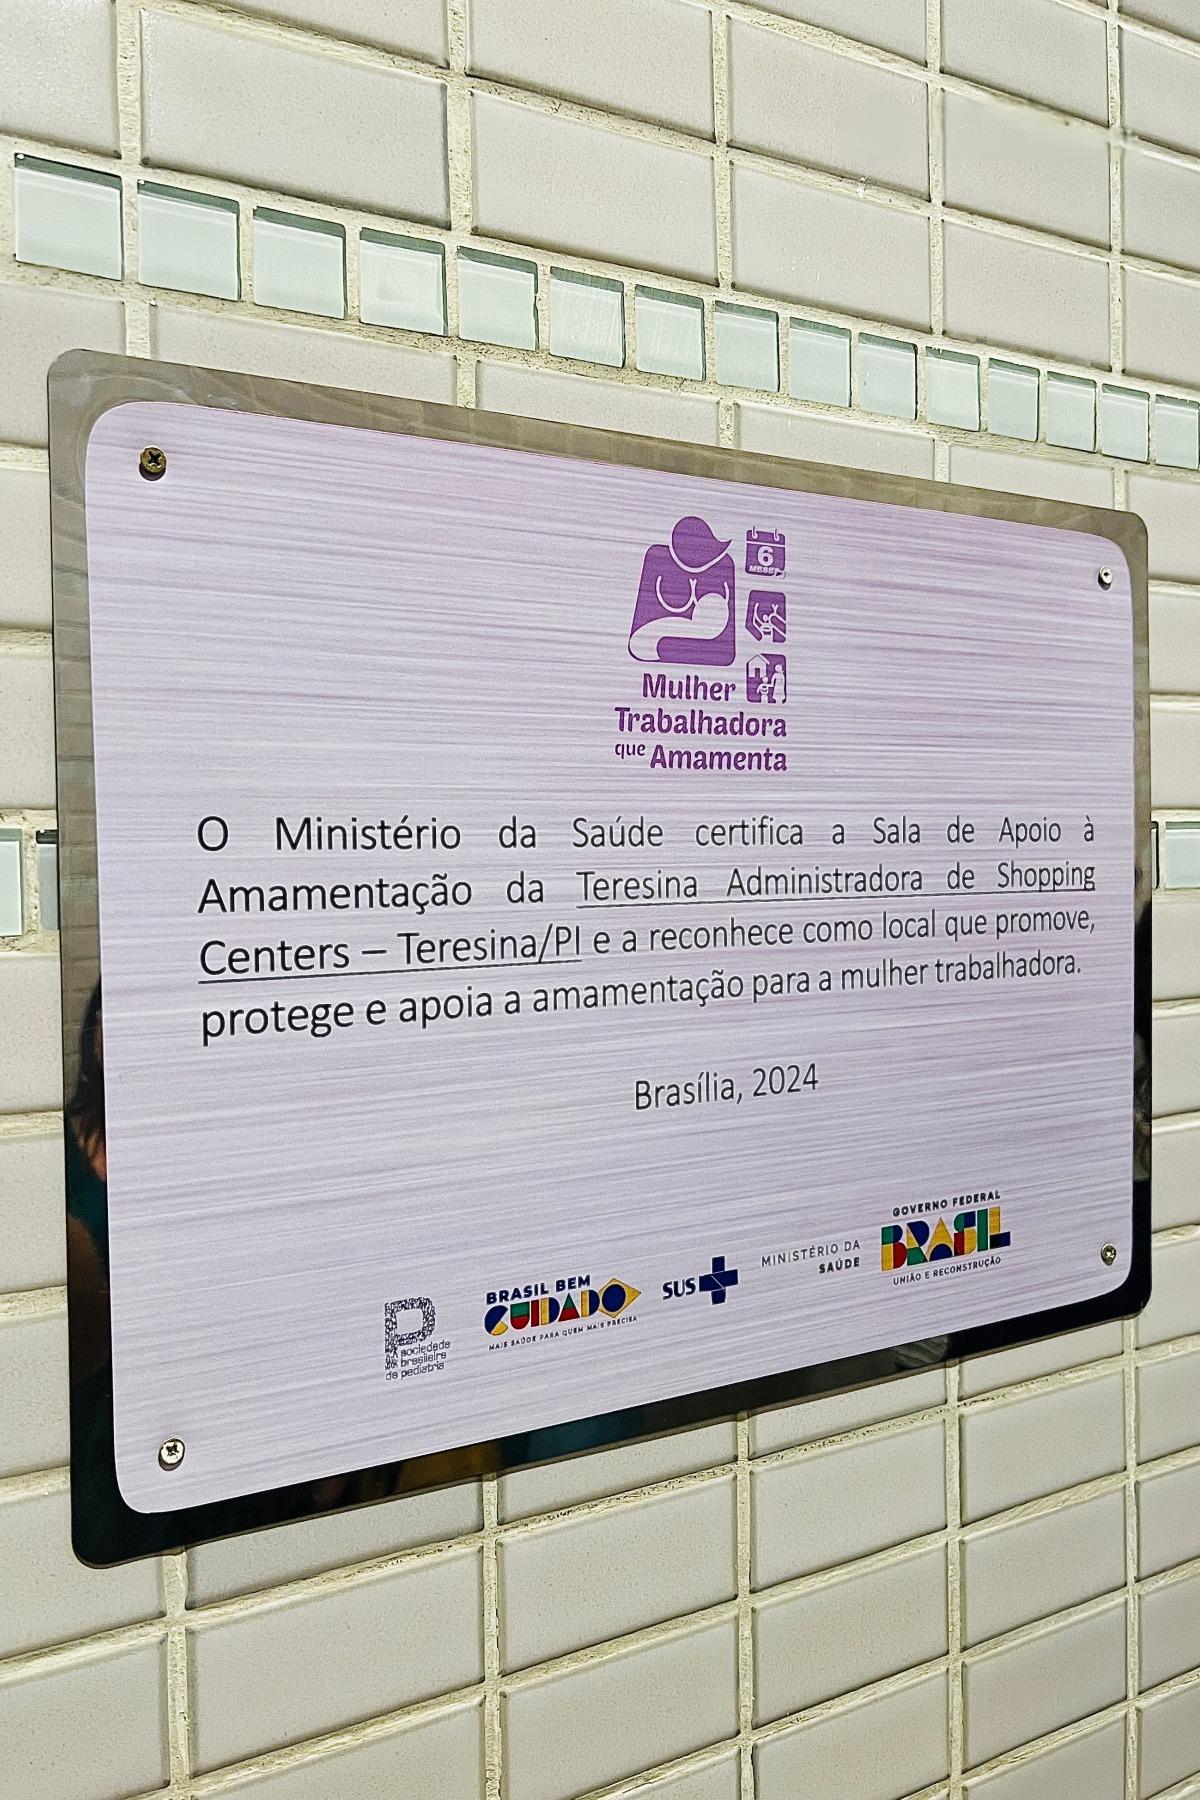 6
MESES
Mulher
Trabalhadora
que Amamenta
O Ministério da Saúde certifica a Sala de Apoio à
Amamentação da Teresina Administradora de Shopping
Centers – Teresina/PI e a reconhece como local que promove,
protege e apoia a amamentação para a mulher trabalhadora.
Brasília, 2024
sociedade
brasileira
de pediatria
BRASIL BEM
CUIDADO
MAIS SAÚDE PARA QUEM MAIS PRECISA
SUS
MINISTÉRIO DA
SAÚDE
GOVERNO FEDERAL
BRASIL
UNIÃO E RECONSTRUÇÃO